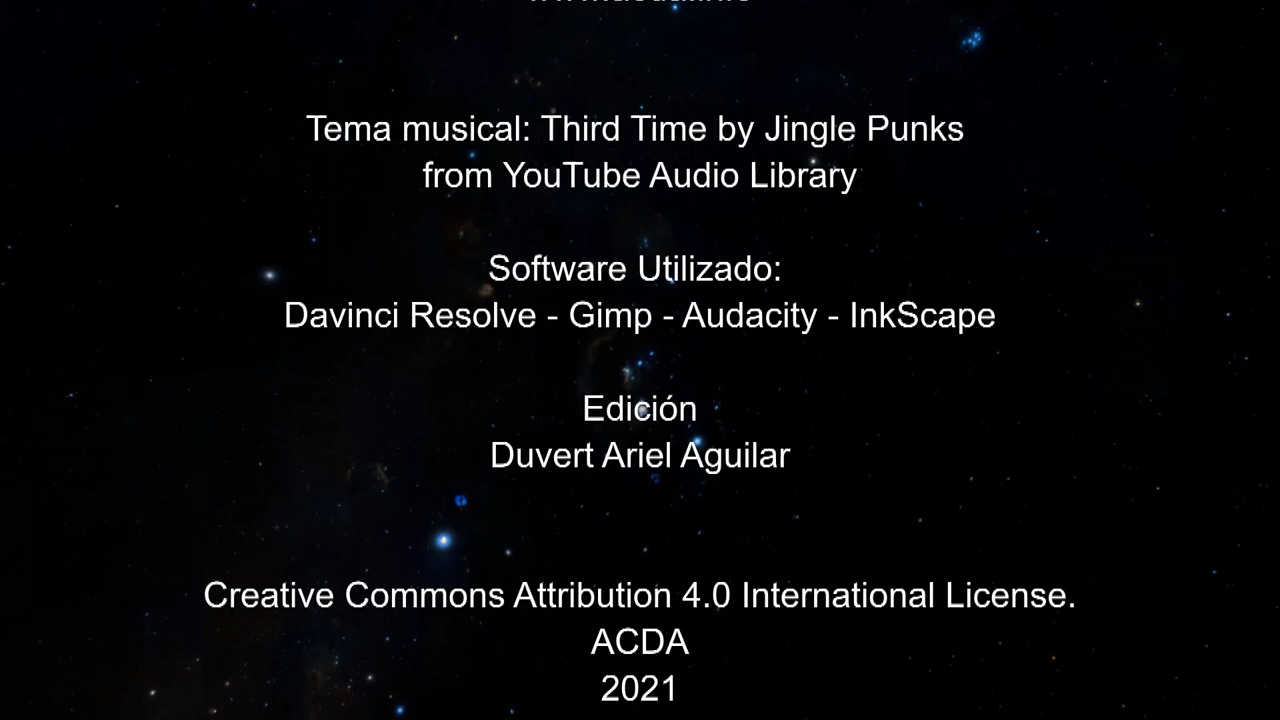 Tema musical: Third Time by Jingle Punks
from YouTube Audio Library
Software Utilizado:
Davinci Resolve - Gimp - Audacity - InkScape
Edición
Duvert Ariel Aguilar
Creative Commons Attribution 4.0 International License.
ACDA
2021